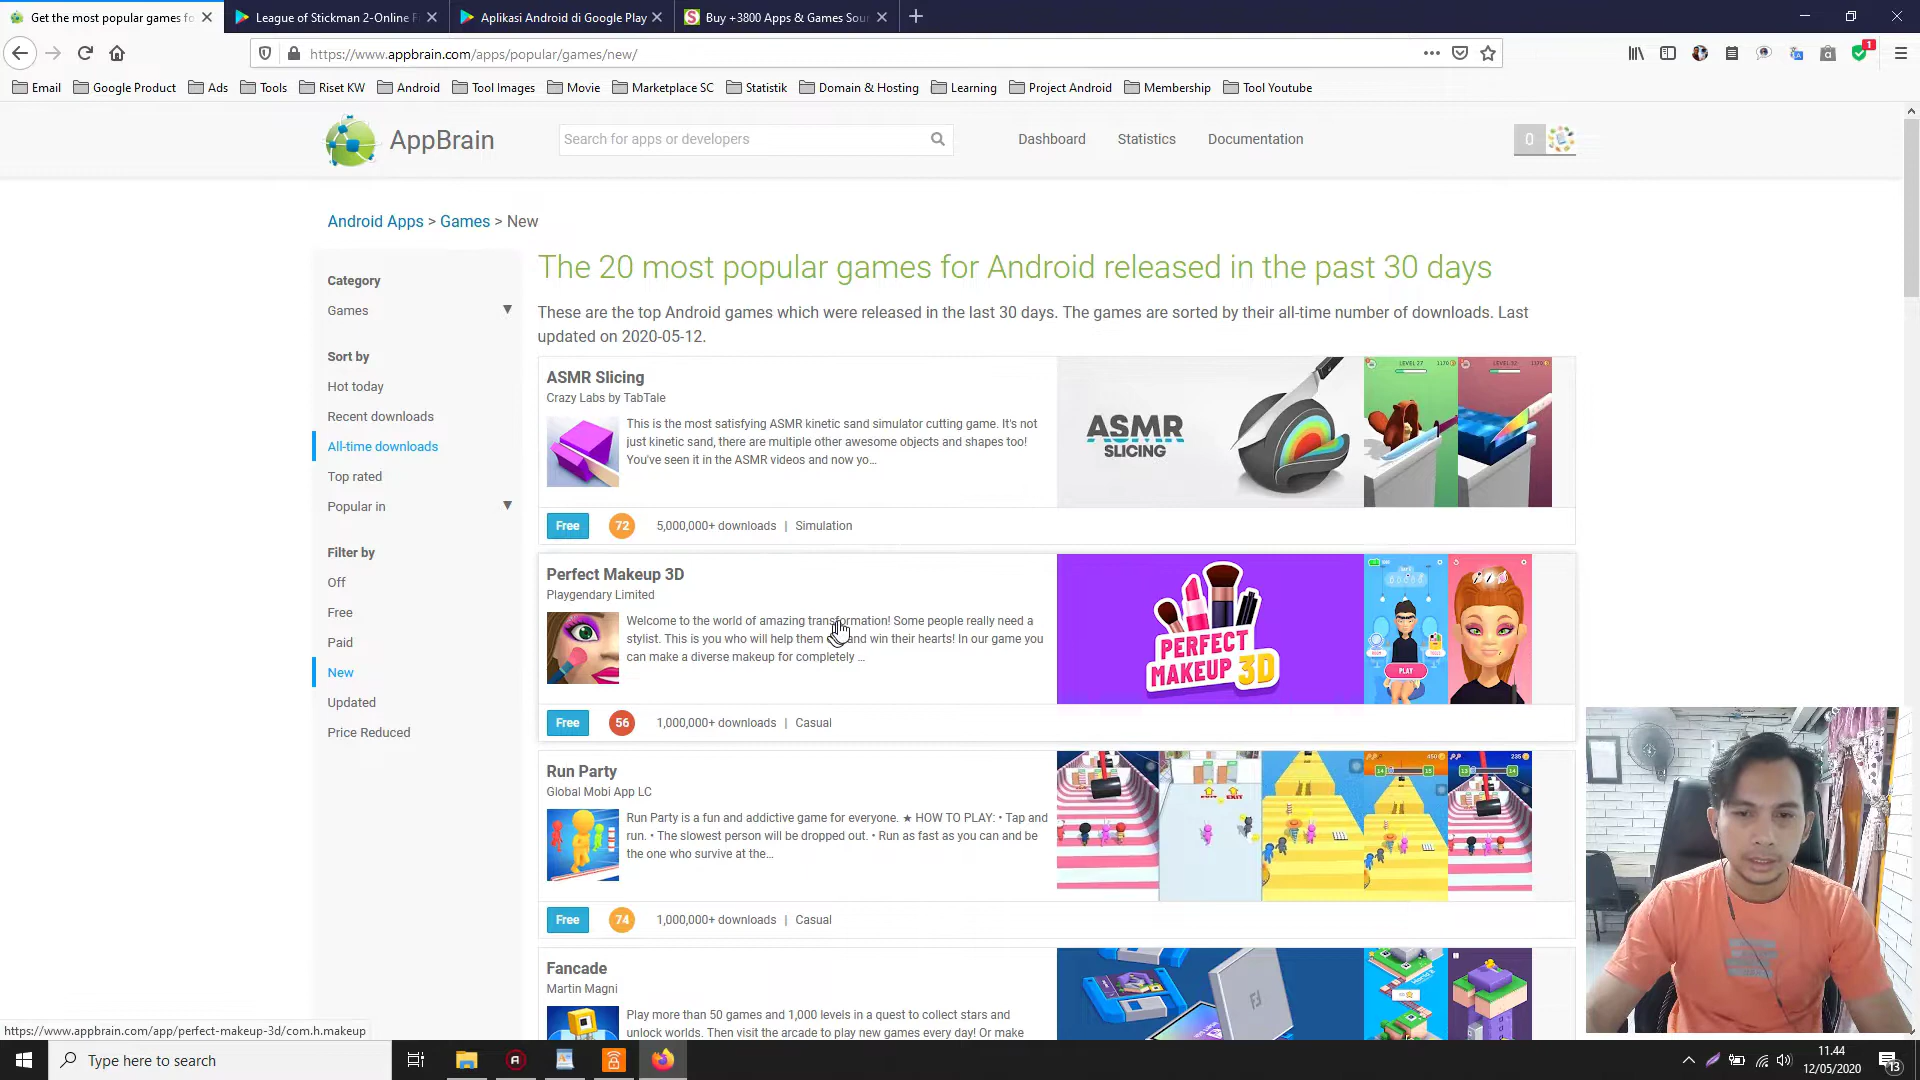 Get the most popular games fo
League of Stickman 2-Online F
Aplikasi Android di Google Play
Buy +3800 Apps & Games Sour
https://www.appbrain.com/apps/popular/games/new/
1
Email
Google Product
Ads
Tools
Riset KW
Android
Tool Images
Movie
Marketplace SC
Statistik
Domain & Hosting
Learning
Project Android
Membership
Tool Youtube
AppBrain
Search for apps or developers
Dashboard
Statistics
Documentation
0
Android Apps > Games > New
Category
Games
Sort by
Hot today
Recent downloads
All-time downloads
Top rated
Popular in
Filter by
Off
Free
Paid
New
Updated
Price Reduced
The 20 most popular games for Android released in the past 30 days
These are the top Android games which were released in the last 30 days. The games are sorted by their all-time number of downloads. Last
updated on 2020-05-12.
ASMR Slicing
Crazy Labs by TabTale
This is the most satisfying ASMR kinetic sand simulator cutting game. It's not
just kinetic sand, there are multiple other awesome objects and shapes too!
You've seen it in the ASMR videos and now yo...
ASMR
SLICING
LEVEL 27
1170
LEVEL 52
1170
Free
72
5,000,000+ downloads | Simulation
Perfect Makeup 3D
Playgendary Limited
Welcome to the world of amazing transformation! Some people really need a
stylist. This is you who will help them and win their hearts! In our game you
can make a diverse makeup for completely ...
PERFECT
MAKEUP 3D
PLAY
Free
56
1,000,000+ downloads | Casual
Run Party
Global Mobi App LC
Run Party is a fun and addictive game for everyone. ★ HOW TO PLAY: • Tap and
run. • The slowest person will be dropped out. • Run as fast as you can and be
the one who survive at the...
EXIT
14
450
15
13
235
14
Free
74
1,000,000+ downloads | Casual
Fancade
Martin Magni
Play more than 50 games and 1,000 levels in a quest to collect stars and
unlock worlds. Then visit the arcade to play new games every day! Or make
https://www.appbrain.com/app/perfect-makeup-3d/com.h.makeup
Type here to search
11.44
12/05/2020
13